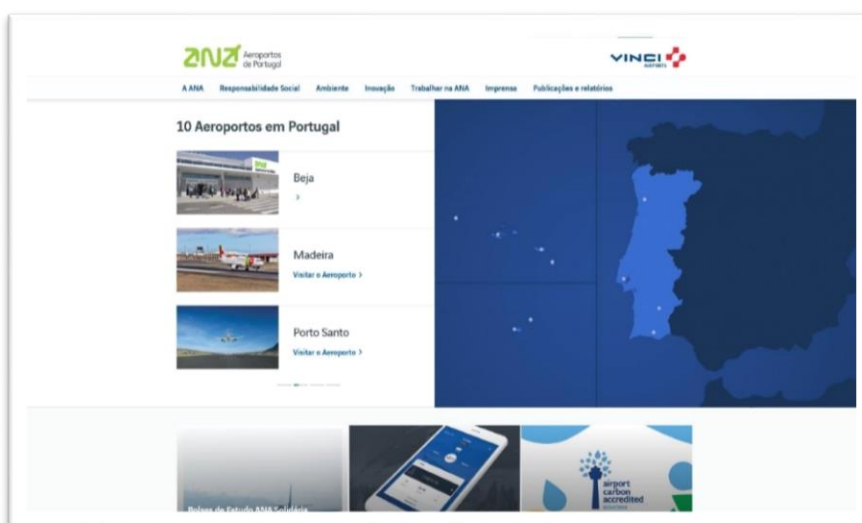 ANA Aeroportos
de Portugal
VINCI
AIRPORTS
A ANA Responsabilidade Social Ambiente Inovação Trabalhar na ANA Imprensa Publicações e relatórios
10 Aeroportos em Portugal
Beja
Madeira
Visitar o Aeroporto >
Porto Santo
Visitar o Aeroporto >
Bolsas de Estudo ANA Solidária
airport
carbon
accredited